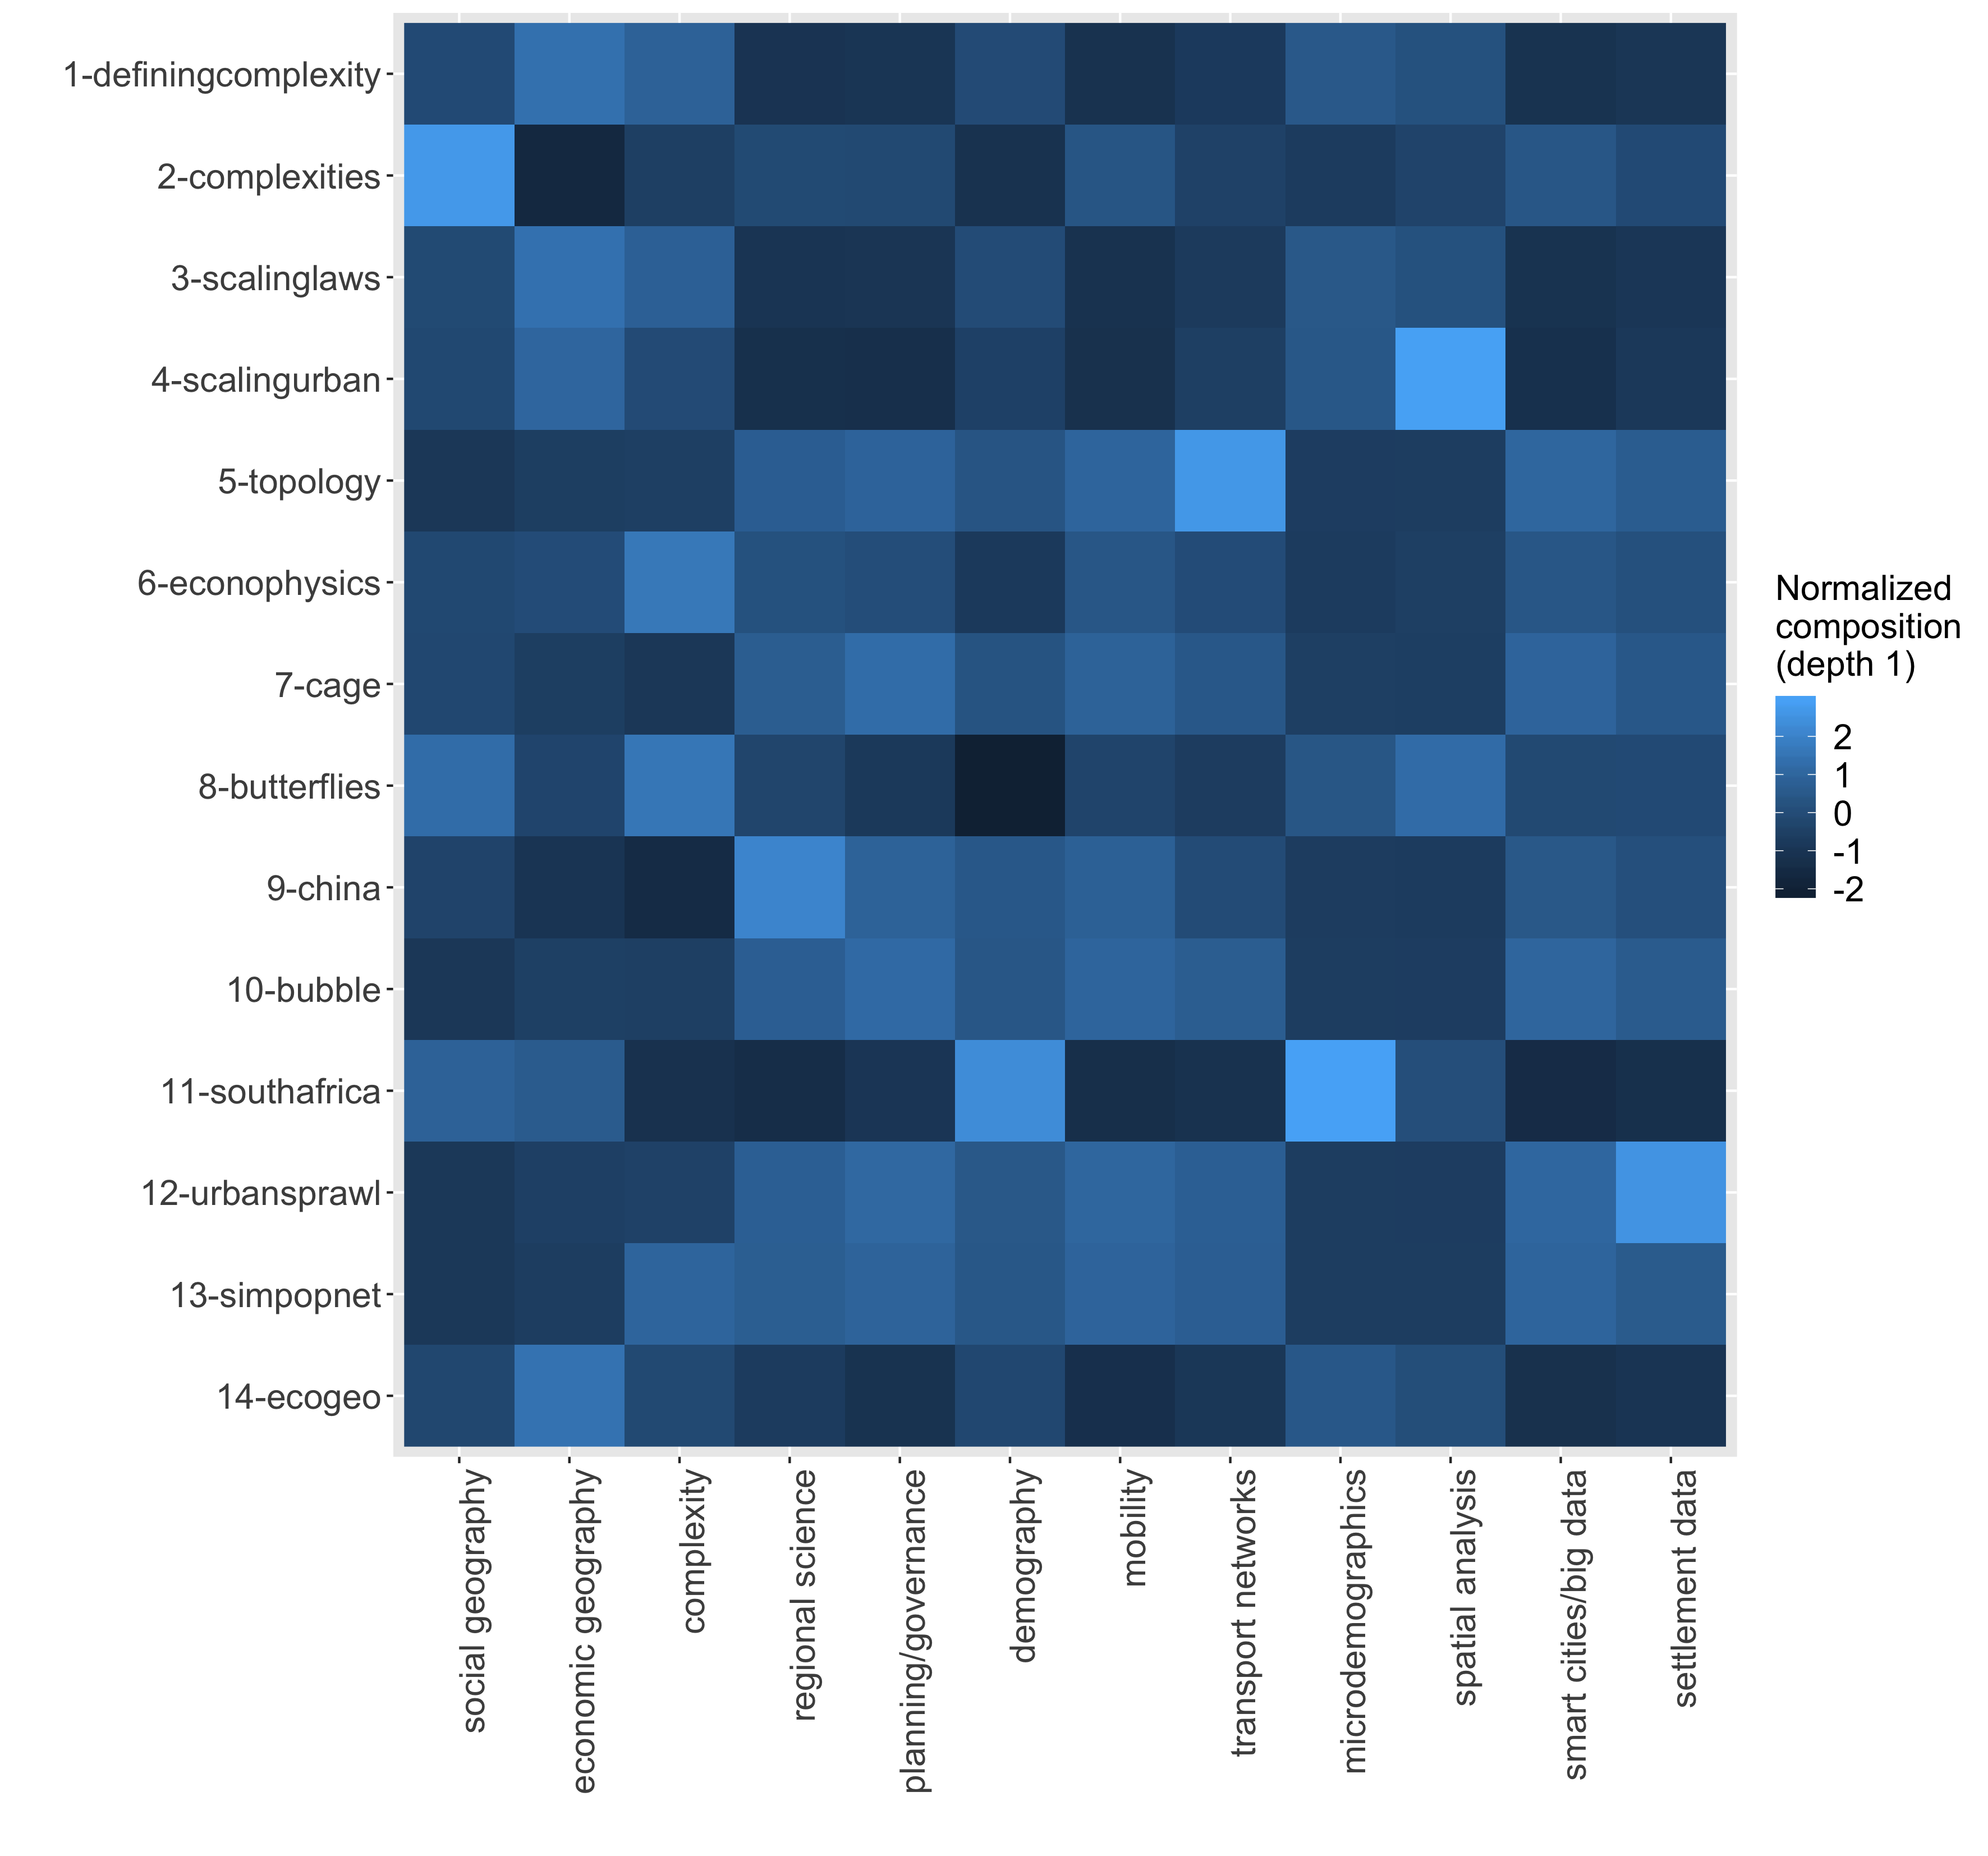 1-definingcomplexity
2-complexities
3-scalinglaws
4-scalingurban
5-topology
6-econophysics
7-cage
8-butterflies
9-china
10-bubble
11-southafrica
12-urbansprawl
13-simpopnet
14-ecogeo
social geography
economic geography
complexity
regional science
planning/governance
demography
mobility
transport networks
microdemographics
spatial analysis
smart cities/big data
settlement data
Normalized
composition
(depth 1)
2
1
0
-1
-2